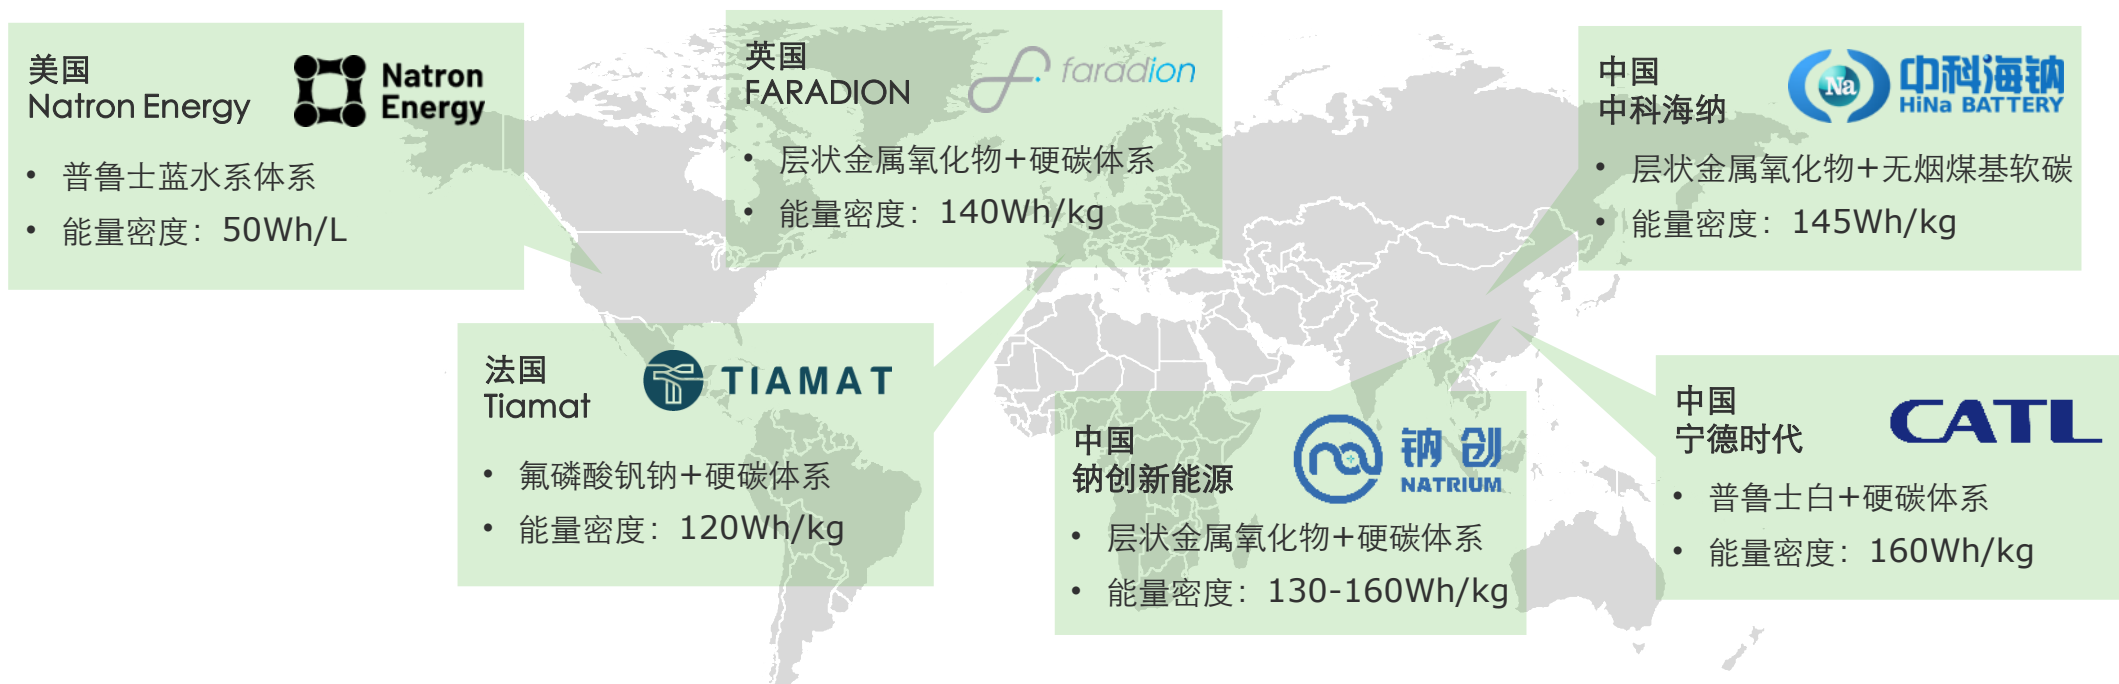 美国
Natron Energy
Natron
Energy
• 普鲁士蓝水系体系
• 能量密度：50Wh/L
英国
FARADION
faradion
• 层状金属氧化物+硬碳体系
• 能量密度：140Wh/kg
中国
中科海纳
Na
中科海钠
HiNa BATTERY
• 层状金属氧化物+无烟煤基软碳
• 能量密度：145Wh/kg
法国
Tiamat
TIAMAT
• 氟磷酸钒钠+硬碳体系
• 能量密度：120Wh/kg
中国
钠创新能源
na
钠创
NATRIUM
• 层状金属氧化物+硬碳体系
• 能量密度：130-160Wh/kg
中国
宁德时代
CATL
• 普鲁士白+硬碳体系
• 能量密度：160Wh/kg